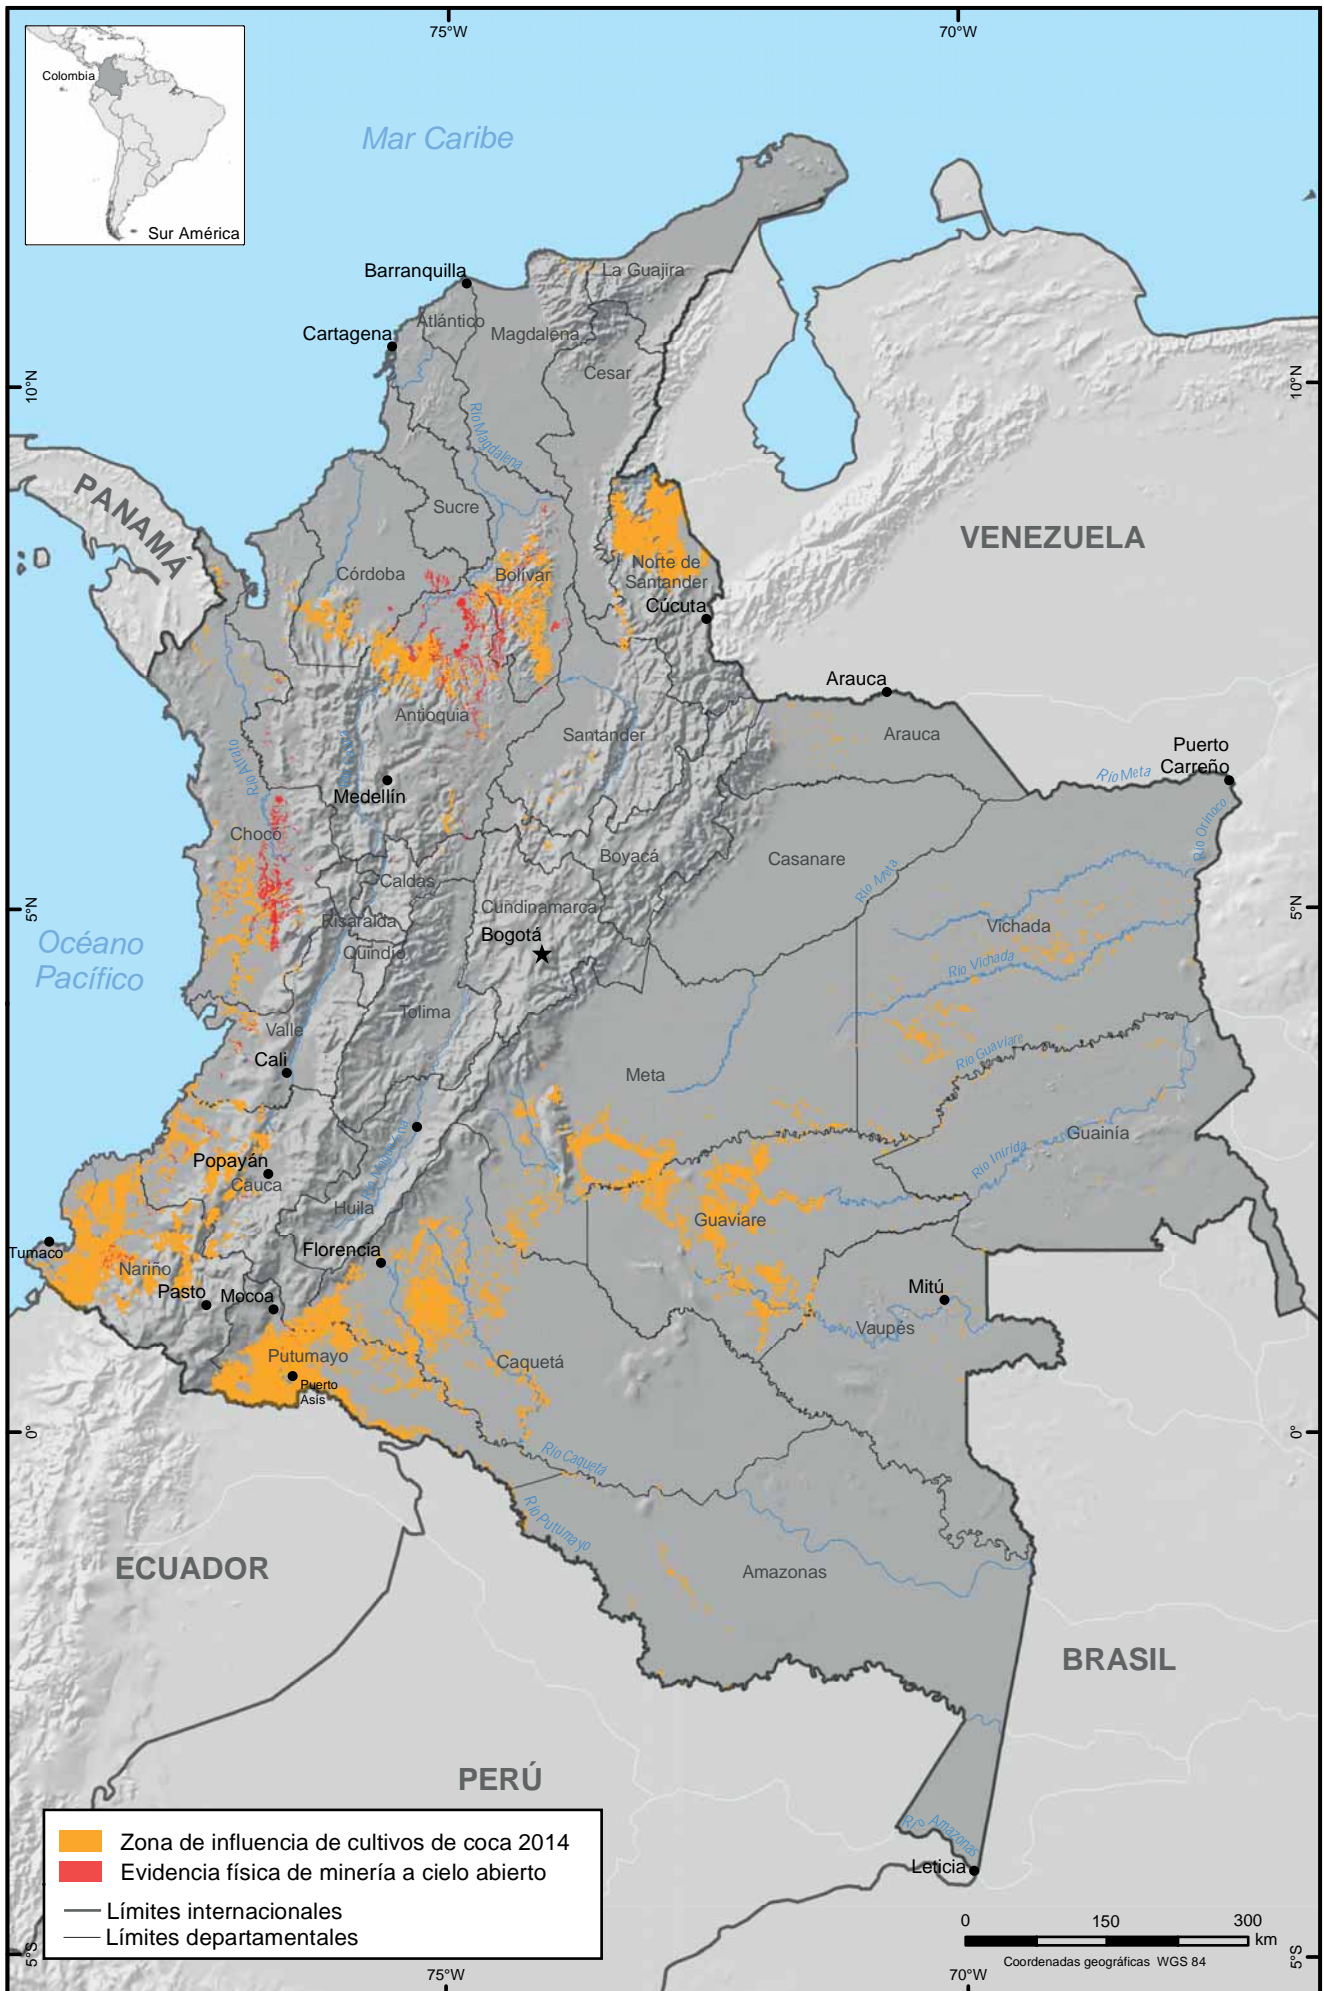 75°W
70°W
Colombia
Sur América
Mar Caribe
La Guajira
Barranquilla
Atlántico
Magdalena
Cartagena
Cesar
10°N
10°N
Río Magdalena
PANAMÁ
Sucre
VENEZUELA
Córdoba
Bolívar
Norte de
Santander
Cúcuta
Arauca
Antioquia
Santander
Arauca
Puerto
Carreño
Río Meta
Río Atrato
Medellín
Río Orinoco
Chocó
Boyacá
Casanare
Caldas
Río Meta
Cundinamarca
5°N
5°N
Risaralda
Vichada
Bogotá
Océano
Pacífico
Quindío
Río Vichada
Tolima
Valle
Cali
Río Guaviare
Meta
Guainía
Popayán
Río Inirida
Cauca
Río Magdalena
Huila
Guaviare
Tumaco
Florencia
Nariño
Pasto
Mocoa
Mitú
Vaupés
Putumayo
Caquetá
Puerto
Asis
0°
0°
Río Caquetá
Río Putumayo
ECUADOR
Amazonas
BRASIL
PERÚ
Río Amazonas
Leticia
Zona de influencia de cultivos de coca 2014
Evidencia física de minería a cielo abierto
Límites internacionales
Límites departamentales
0 150 300
km
Coordenadas geográficas WGS 84
5°S
5°S
75°W
70°W